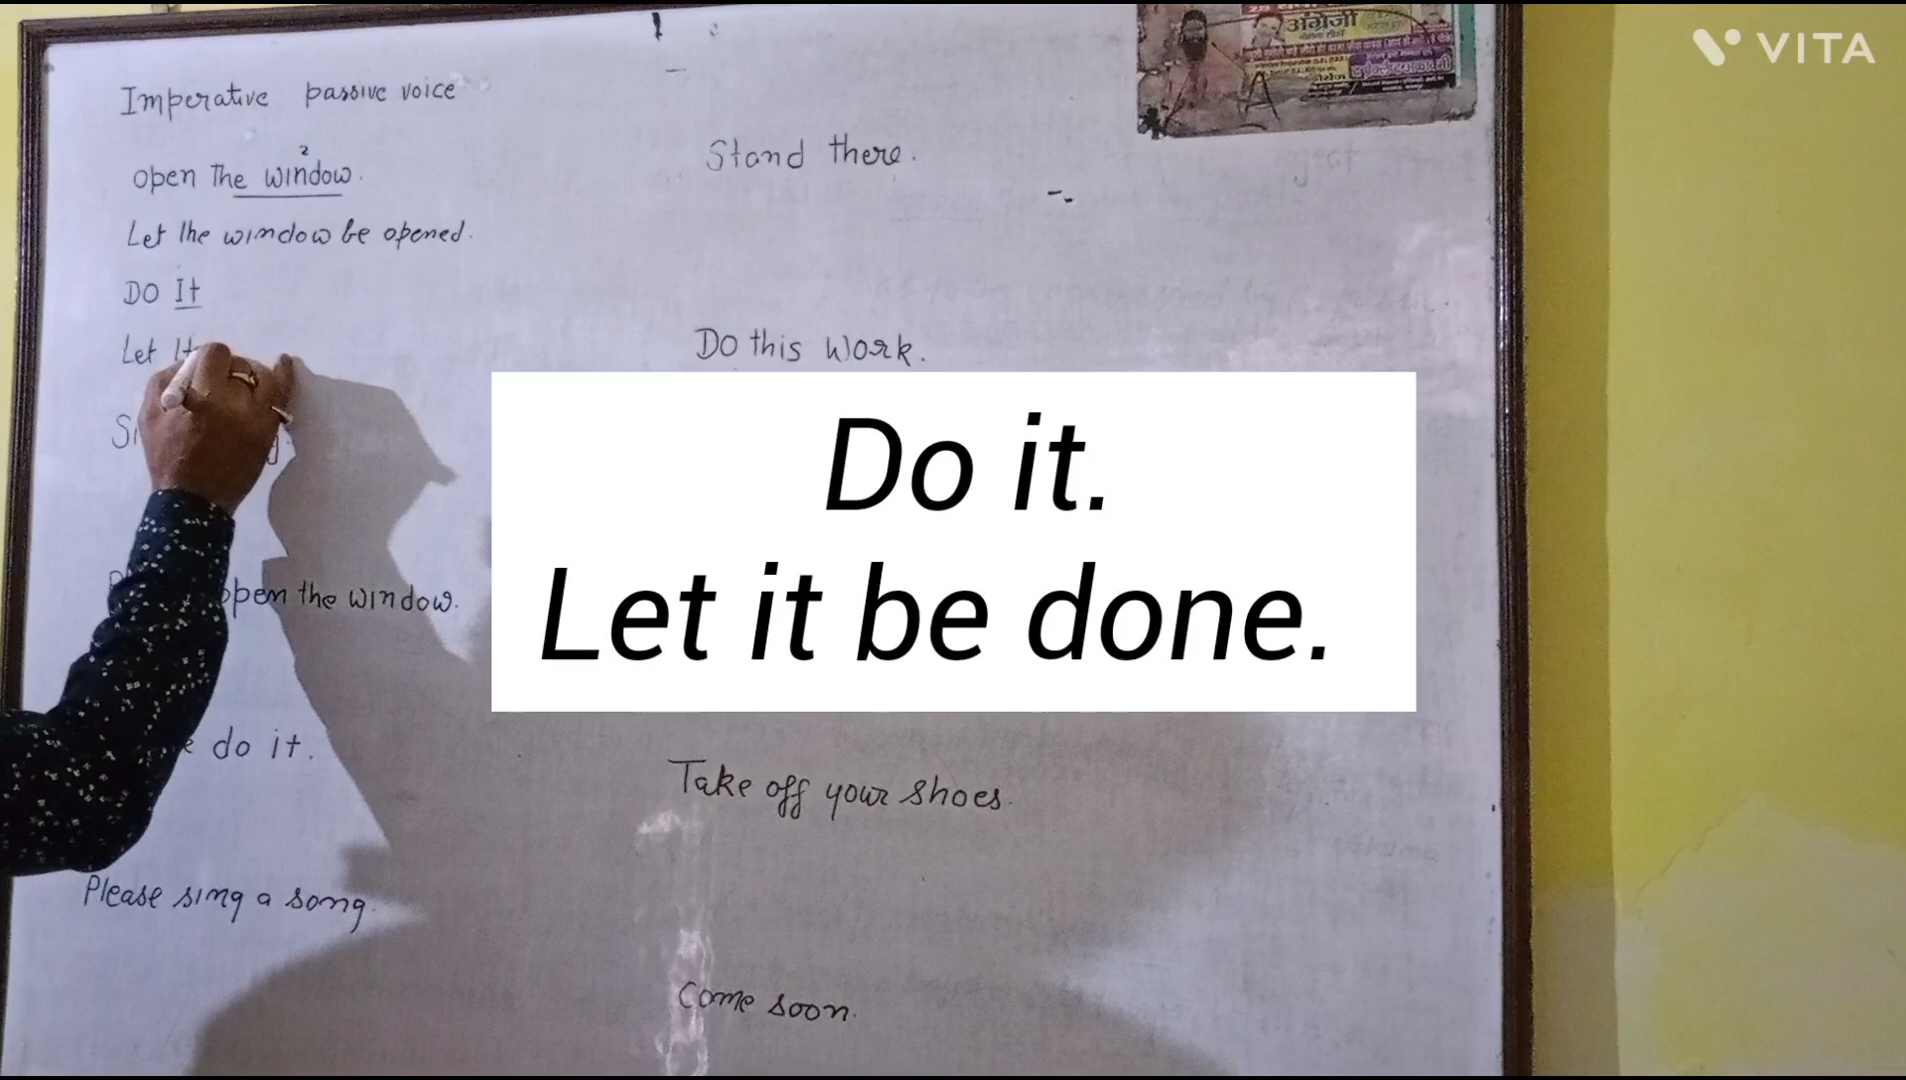 Imperative passive voice
2
open The window.
Let the window be opened.
DO It
Let It
open the window.
do it.
Please sing a song.
Stand there.
Do this work.
Do it.
Let it be done.
Take off your shoes.
Come soon.
अंग्रेजी
A
VITA